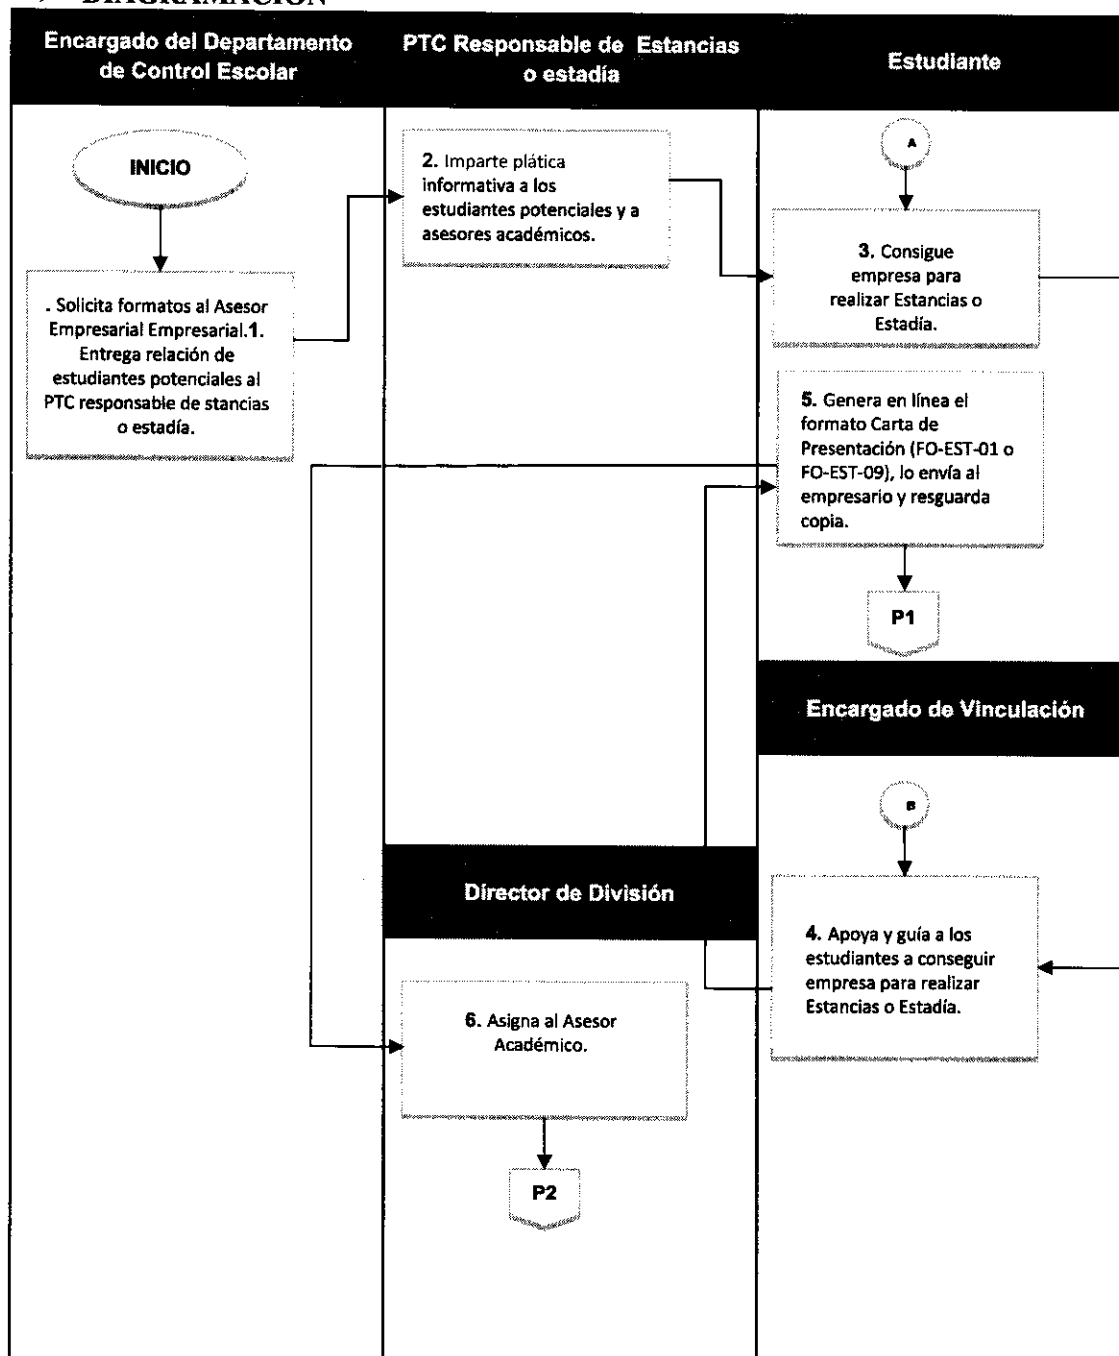 DIAGRAMACIÓN
Encargado del Departamento
de Control Escolar
PTC Responsable de Estancias
o estadía
Estudiante
INICIO
. Solicita formatos al Asesor
Empresarial Empresarial.1.
Entrega relación de
estudiantes potenciales al
PTC responsable de stancias
o estadía.
2. Imparte plática
informativa a los
estudiantes potenciales y a
asesores académicos.
A
3. Consigue
empresa para
realizar Estancias o
Estadía.
5. Genera en línea el
formato Carta de
Presentación (FO-EST-01 o
FO-EST-09), lo envía al
empresario y resguarda
copia.
P1
Encargado de Vinculación
B
4. Apoya y guía a los
estudiantes a conseguir
empresa para realizar
Estancias o Estadía.
Director de División
6. Asigna al Asesor
Académico.
P2